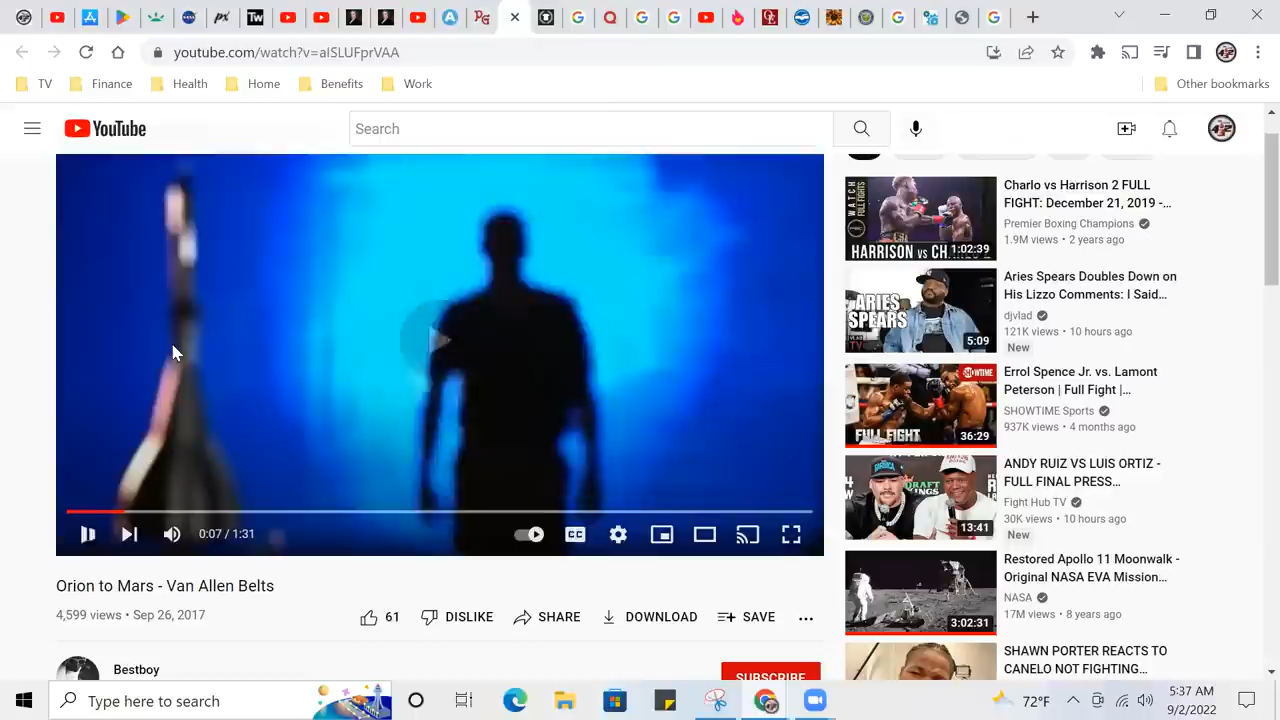 youtube.com/watch?v=aISLUFprVAA
TV
Finance
Health
Home
Benefits
Work
Other bookmarks
YouTube
Search
Charlo vs Harrison 2 FULL
FIGHT: December 21, 2019 -...
Premier Boxing Champions
1.9M views • 2 years ago
WATCH
FULL FIGHTS
HARRISON VS CH
1:02:39
Aries Spears Doubles Down on
His Lizzo Comments: I Said...
djvlad
121K views • 10 hours ago
New
ARIES
SPEARS
5:09
Errol Spence Jr. vs. Lamont
Peterson | Full Fight |...
SHOWTIME Sports
937K views • 4 months ago
SHOWTIME
FULL FIGHT
36:29
ANDY RUIZ VS LUIS ORTIZ -
FULL FINAL PRESS...
Fight Hub TV
30K views • 10 hours ago
New
13:41
Restored Apollo 11 Moonwalk -
Original NASA EVA Mission...
NASA
17M views • 8 years ago
3:02:31
SHAWN PORTER REACTS TO
CANELO NOT FIGHTING...
0:07 / 1:31
Orion to Mars - Van Allen Belts
4,599 views • Sep 26, 2017
61
DISLIKE
SHARE
DOWNLOAD
SAVE
Bestboy
SUBSCRIBE
Type here to search
72°F
5:37 AM
9/2/2022